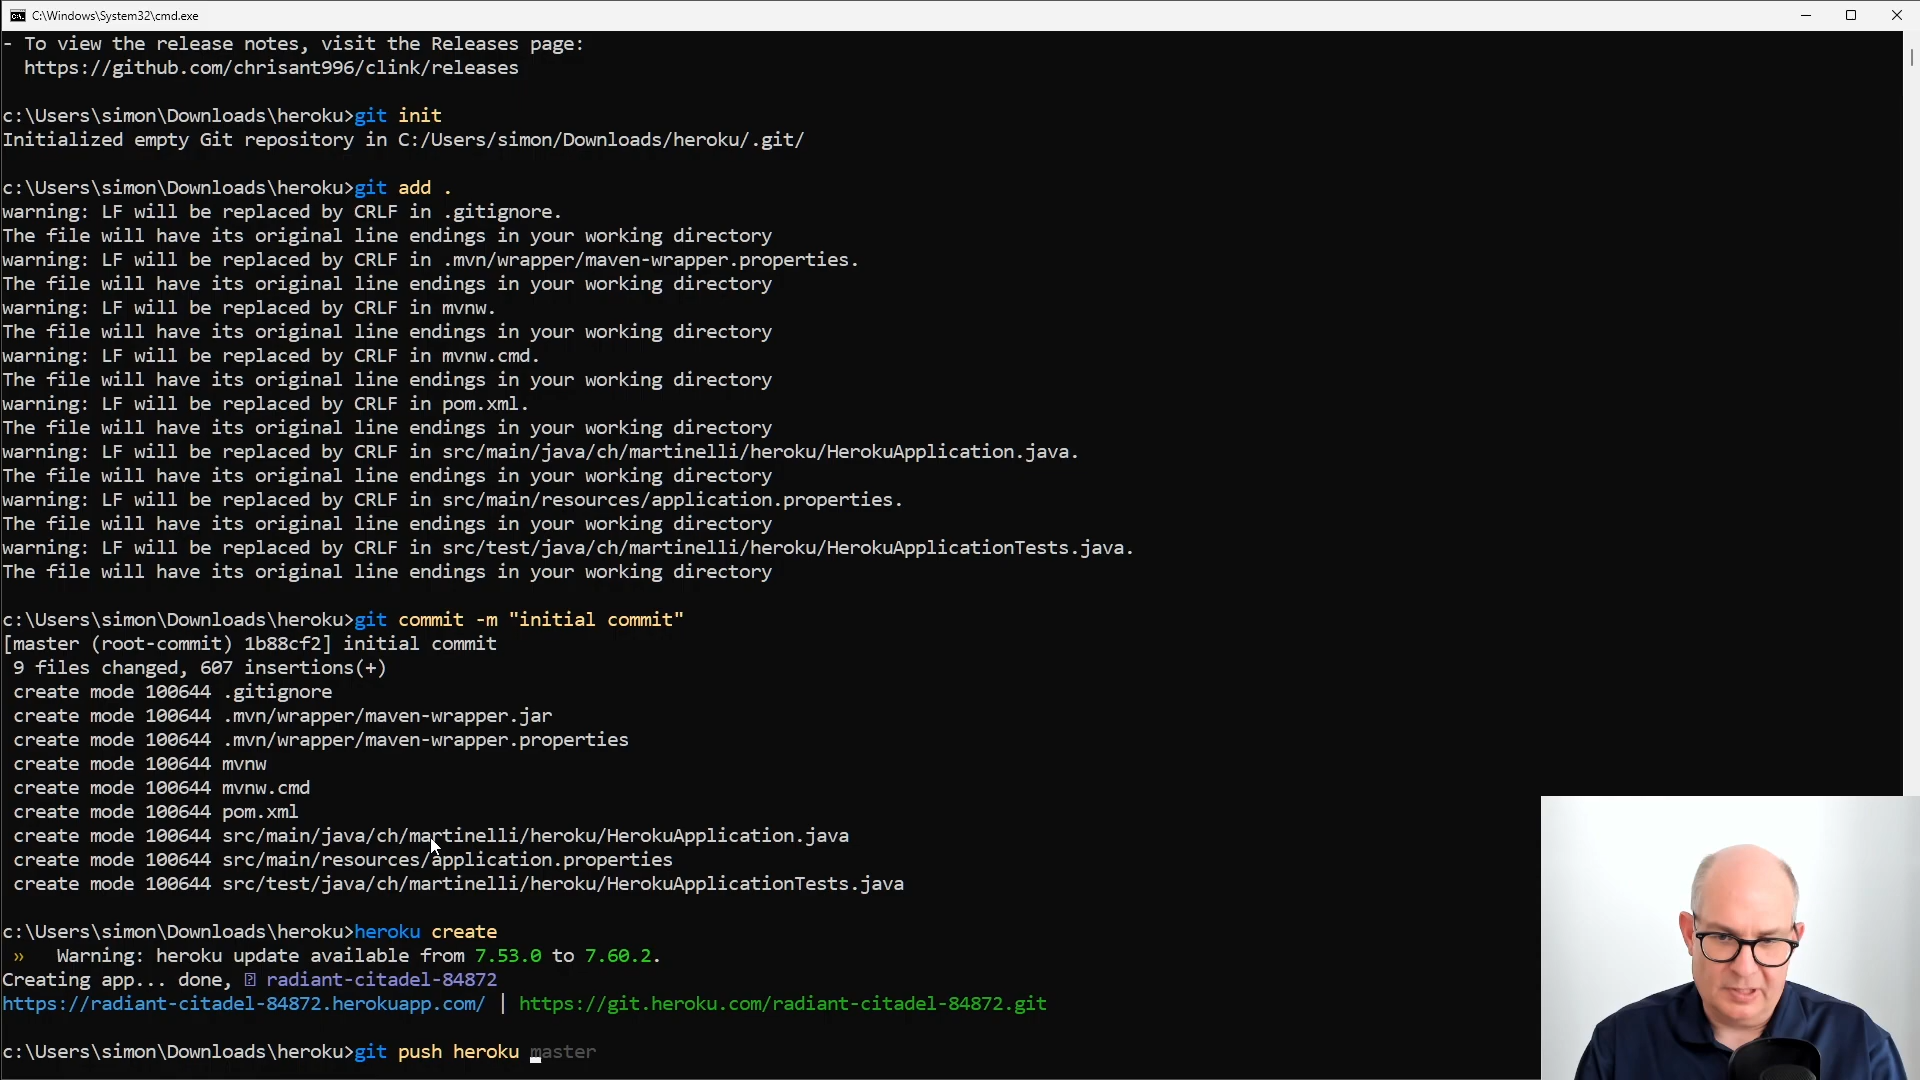 C:\Windows\System32\cmd.exe
- To view the release notes, visit the Releases page:
https://github.com/chrisant996/clink/releases
c:\Users\simon\Downloads\heroku>git init
Initialized empty Git repository in C:/Users/simon/Downloads/heroku/.git/
c:\Users\simon\Downloads\heroku>git add .
warning: LF will be replaced by CRLF in .gitignore.
The file will have its original line endings in your working directory
warning: LF will be replaced by CRLF in .mvn/wrapper/maven-wrapper.properties.
The file will have its original line endings in your working directory
warning: LF will be replaced by CRLF in mvnw.
The file will have its original line endings in your working directory
warning: LF will be replaced by CRLF in mvnw.cmd.
The file will have its original line endings in your working directory
warning: LF will be replaced by CRLF in pom.xml.
The file will have its original line endings in your working directory
warning: LF will be replaced by CRLF in src/main/java/ch/martinelli/heroku/HerokuApplication.java.
The file will have its original line endings in your working directory
warning: LF will be replaced by CRLF in src/main/resources/application.properties.
The file will have its original line endings in your working directory
warning: LF will be replaced by CRLF in src/test/java/ch/martinelli/heroku/HerokuApplicationTests.java.
The file will have its original line endings in your working directory
c:\Users\simon\Downloads\heroku>git commit -m "initial commit"
[master (root-commit) 1b88cf2] initial commit
9 files changed, 607 insertions(+)
create mode 100644 .gitignore
create mode 100644 .mvn/wrapper/maven-wrapper.jar
create mode 100644 .mvn/wrapper/maven-wrapper.properties
create mode 100644 mvnw
create mode 100644 mvnw.cmd
create mode 100644 pom.xml
create mode 100644 src/main/java/ch/martinelli/heroku/HerokuApplication.java
create mode 100644 src/main/resources/application.properties
create mode 100644 src/test/java/ch/martinelli/heroku/HerokuApplicationTests.java
c:\Users\simon\Downloads\heroku>heroku create
» Warning: heroku update available from 7.53.0 to 7.60.2.
Creating app... done, radiant-citadel-84872
https://radiant-citadel-84872.herokuapp.com/ | https://git.heroku.com/radiant-citadel-84872.git
c:\Users\simon\Downloads\heroku>git push heroku master